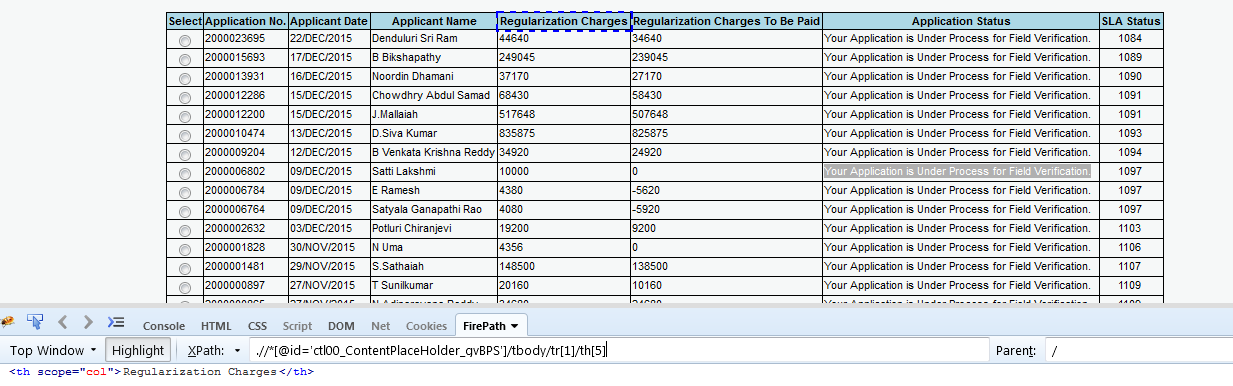 Select Application No. Applicant Date Applicant Name Regularization Charges Regularization Charges To Be Paid Application Status SLA Status
2000023695 22/DEC/2015 Denduluri Sri Ram 44640 34640 Your Application is Under Process for Field Verification. 1084
2000015693 17/DEC/2015 B Bikshapathy 249045 239045 Your Application is Under Process for Field Verification. 1089
2000013931 16/DEC/2015 Noordin Dhamani 37170 27170 Your Application is Under Process for Field Verification. 1090
2000012286 15/DEC/2015 Chowdhry Abdul Samad 68430 58430 Your Application is Under Process for Field Verification. 1091
2000012200 15/DEC/2015 J.Mallaiah 517648 507648 Your Application is Under Process for Field Verification. 1091
2000010474 13/DEC/2015 D.Siva Kumar 835875 825875 Your Application is Under Process for Field Verification. 1093
2000009204 12/DEC/2015 B Venkata Krishna Reddy 34920 24920 Your Application is Under Process for Field Verification. 1094
2000006802 09/DEC/2015 Satti Lakshmi 10000 0 Your Application is Under Process for Field Verification. 1097
2000006784 09/DEC/2015 E Ramesh 4380 -5620 Your Application is Under Process for Field Verification. 1097
2000006764 09/DEC/2015 Satyala Ganapathi Rao 4080 -5920 Your Application is Under Process for Field Verification. 1097
2000002632 03/DEC/2015 Potluri Chiranjevi 19200 9200 Your Application is Under Process for Field Verification. 1103
2000001828 30/NOV/2015 N Uma 4356 0 Your Application is Under Process for Field Verification. 1106
2000001481 29/NOV/2015 S.Sathaiah 148500 138500 Your Application is Under Process for Field Verification. 1107
2000000897 27/NOV/2015 T Sunilkumar 20160 10160 Your Application is Under Process for Field Verification. 1109
Console HTML CSS Script DOM Net Cookies FirePath
Top Window Highlight XPath: .//*[@id='ctl00_ContentPlaceHolder_gvBPS']/tbody/tr[1]/th[5] Parent: /
<th scope="col">Regularization Charges</th>